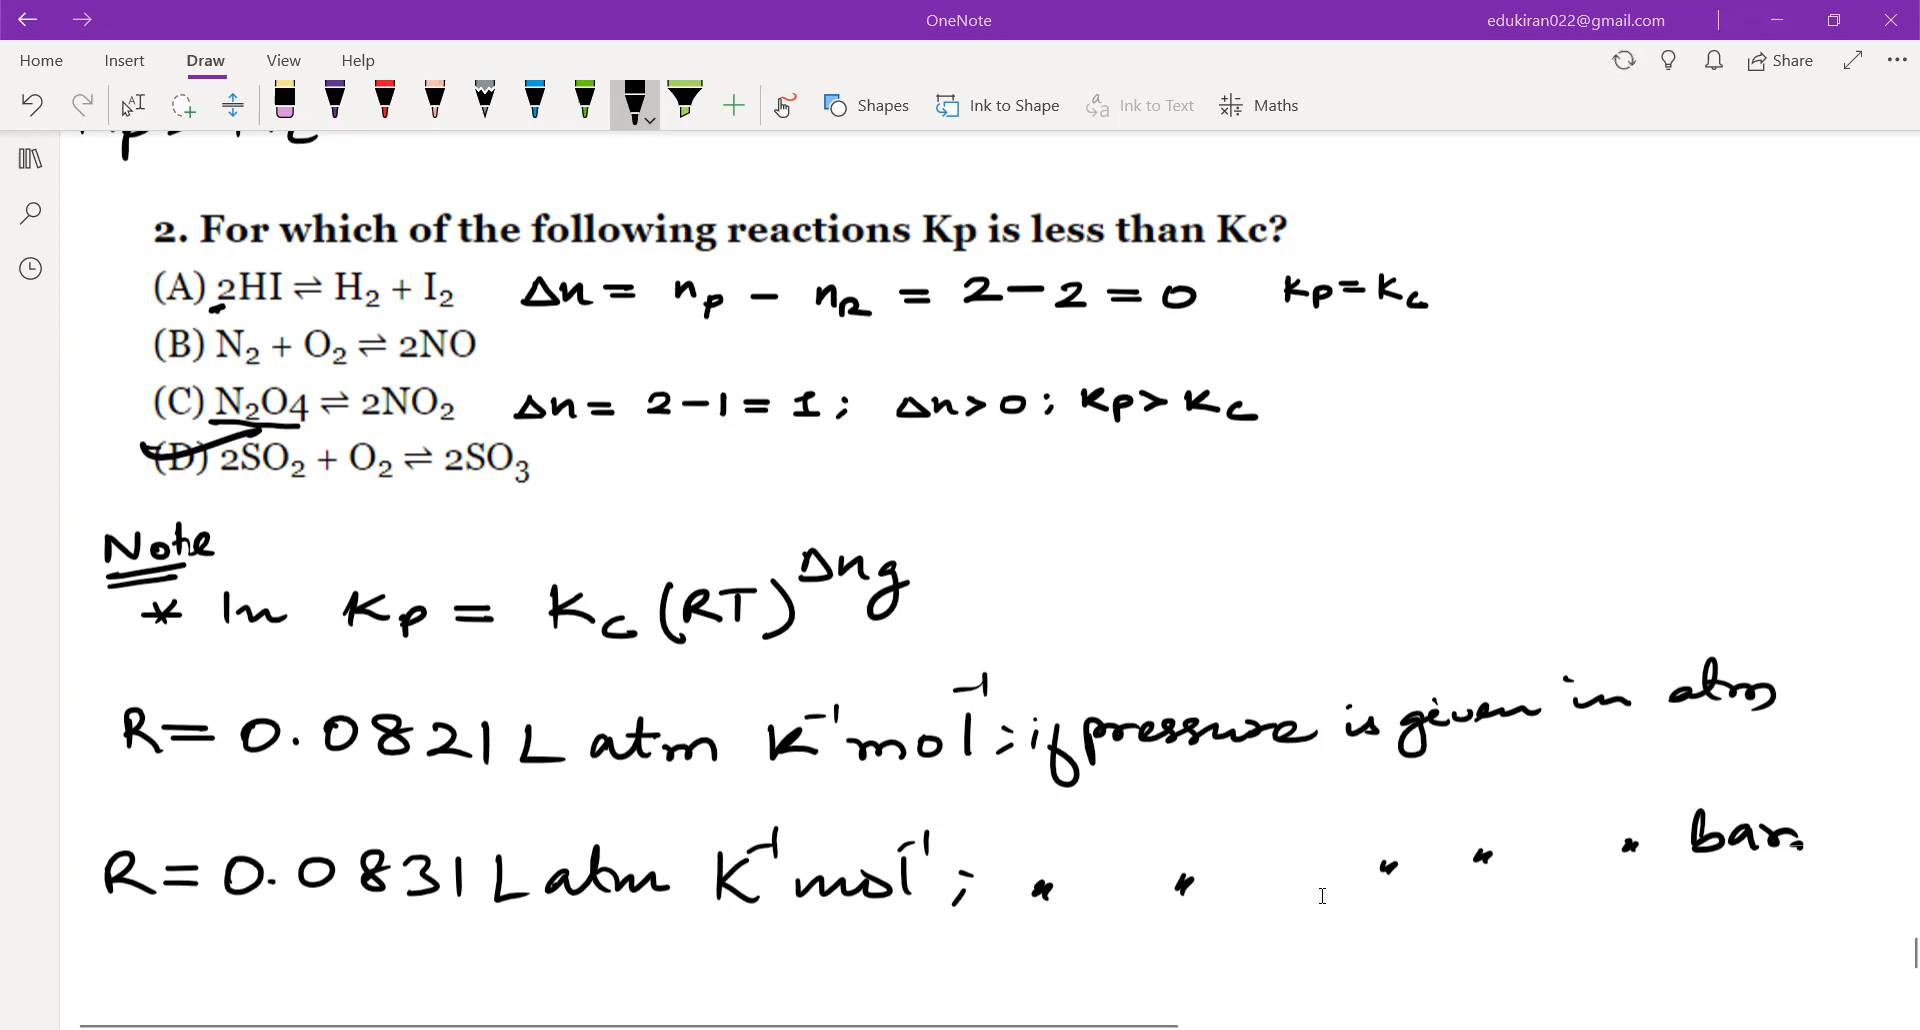 OneNote
edukiran022@gmail.com
Home Insert Draw View Help
Share
Shapes Ink to Shape Ink to Text Maths
2. For which of the following reactions Kp is less than Kc?
(A) 2HI ⇌ H₂ + I₂ Δn = nₚ − n_R = 2 − 2 = 0 Kp = Kc
(B) N₂ + O₂ ⇌ 2NO
(C) N₂O4 ⇌ 2NO₂ Δn = 2 − 1 = 1 ; Δn > 0 ; Kp > Kc
(D) 2SO₂ + O₂ ⇌ 2SO₃
Note
* In Kp = Kc (RT)^Δng
R = 0.0821 L atm K⁻¹ mol⁻¹ ; if pressure is given in atm
R = 0.0831 L atm K⁻¹ mol⁻¹ ; " " " " " bar.